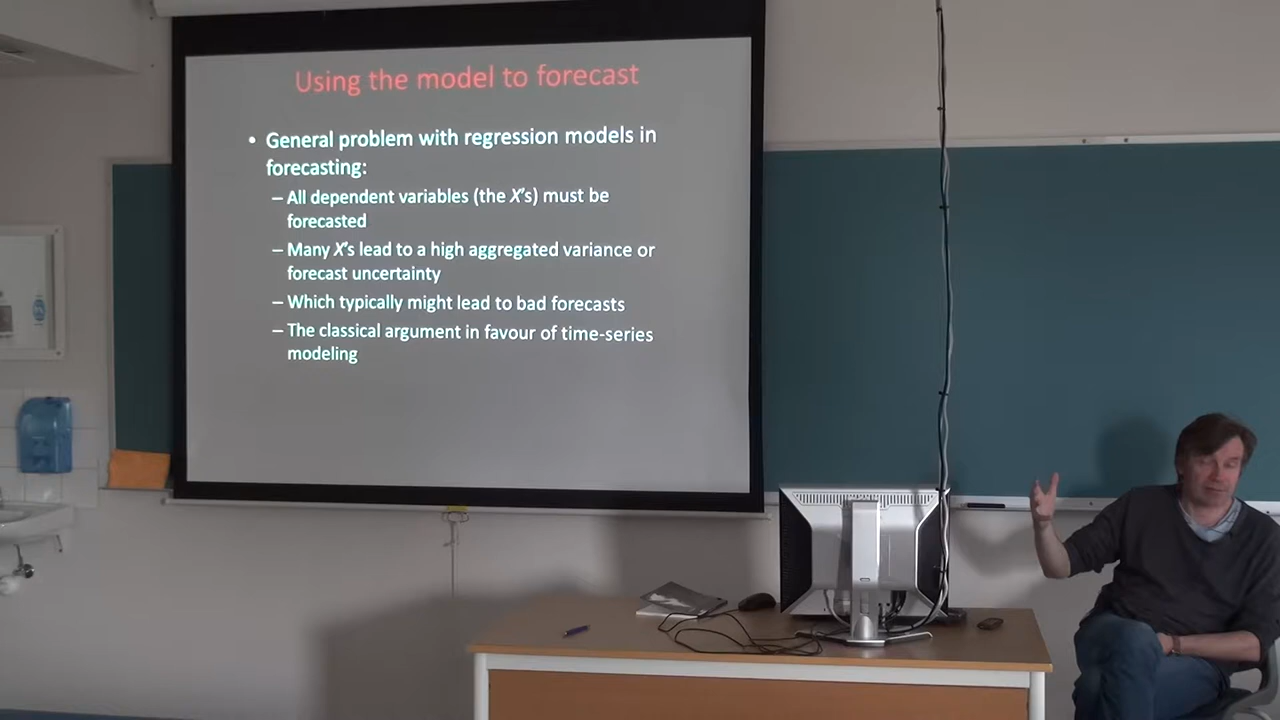 Using the model to forecast
• General problem with regression models in
forecasting:
– All dependent variables (the X's) must be
forecasted
– Many X's lead to a high aggregated variance or
forecast uncertainty
– Which typically might lead to bad forecasts
– The classical argument in favour of time-series
modeling